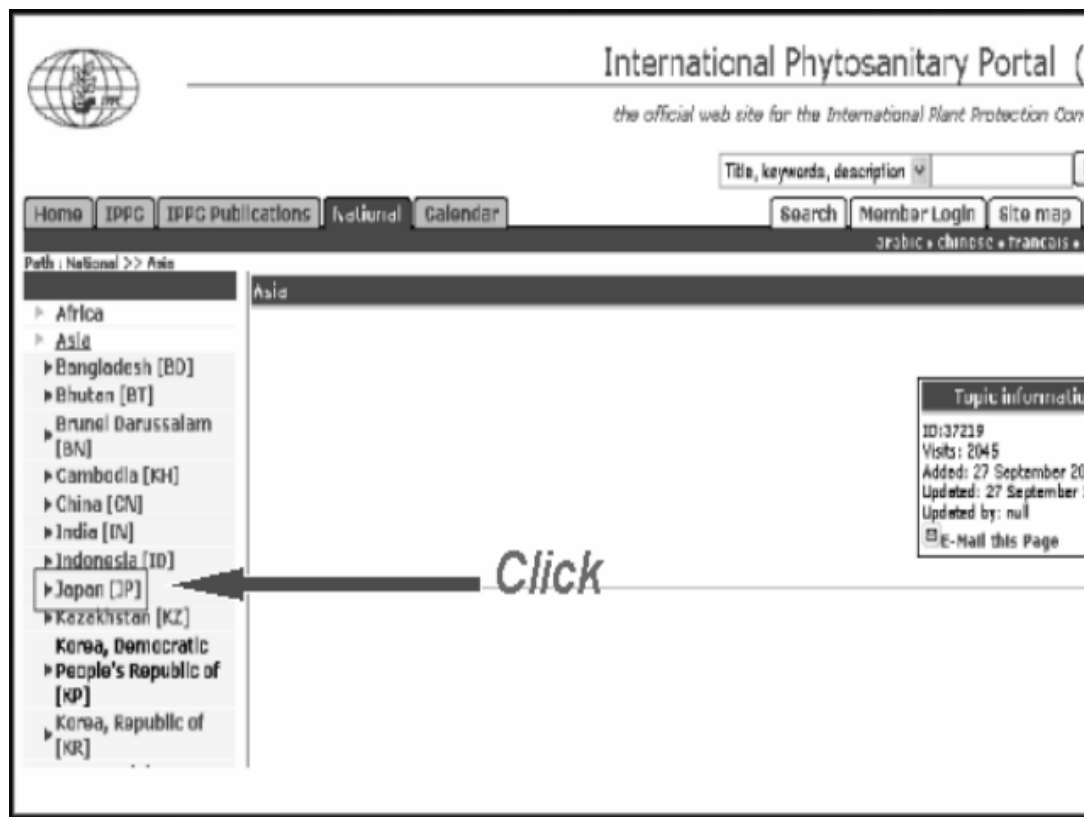 International Phytosanitary Portal (
the official web site for the International Plant Protection Con
Title, keywords, description
Home IPPC IPPC Publications National Calendar Search Member Login Site map
arabic • chinese • francais •
Path : National >> Asia
Asia
Africa
Asia
Bangladesh [BD]
Bhutan [BT]
Brunei Darussalam
[BN]
Cambodia [KH]
China [CN]
India [IN]
Indonesia [ID]
Japan [JP]
Kazakhstan [KZ]
Korea, Democratic
People's Republic of
[KP]
Korea, Republic of
[KR]
Click
Topic informatio
ID:37219
Visits: 2045
Added: 27 September 20
Updated: 27 September
Updated by: null
E-Mail this Page
IPPC